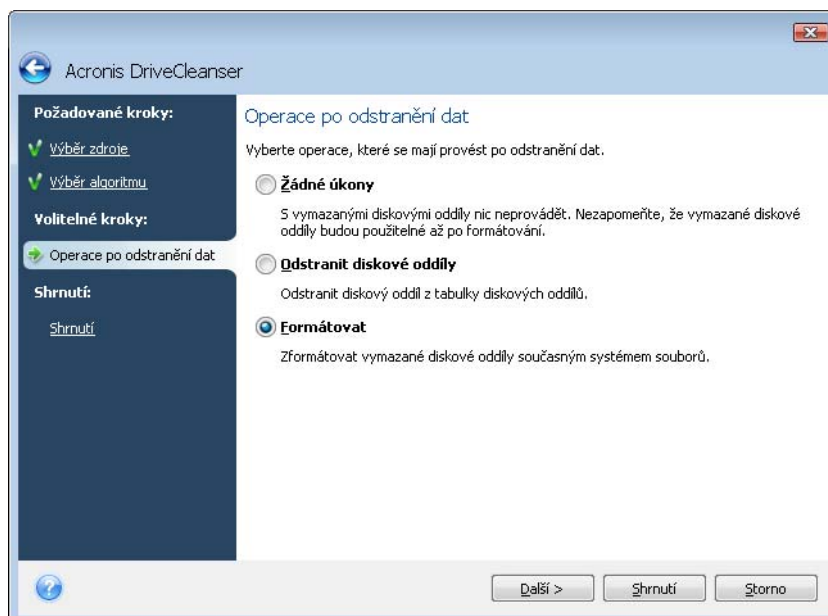 Acronis DriveCleanser
Požadované kroky:
Výběr zdroje
Výběr algoritmu
Volitelné kroky:
Operace po odstranění dat
Shrnutí:
Shrnutí
Operace po odstranění dat
Vyberte operace, které se mají provést po odstranění dat.
Žádné úkony
S vymazanými diskovými oddíly nic neprovádět. Nezapomeňte, že vymazané diskové
oddíly budou použitelné až po formátování.
Odstranit diskové oddíly
Odstranit diskový oddíl z tabulky diskových oddílů.
Formátovat
Zformátovat vymazané diskové oddíly současným systémem souborů.
Další >
Shrnutí
Storno